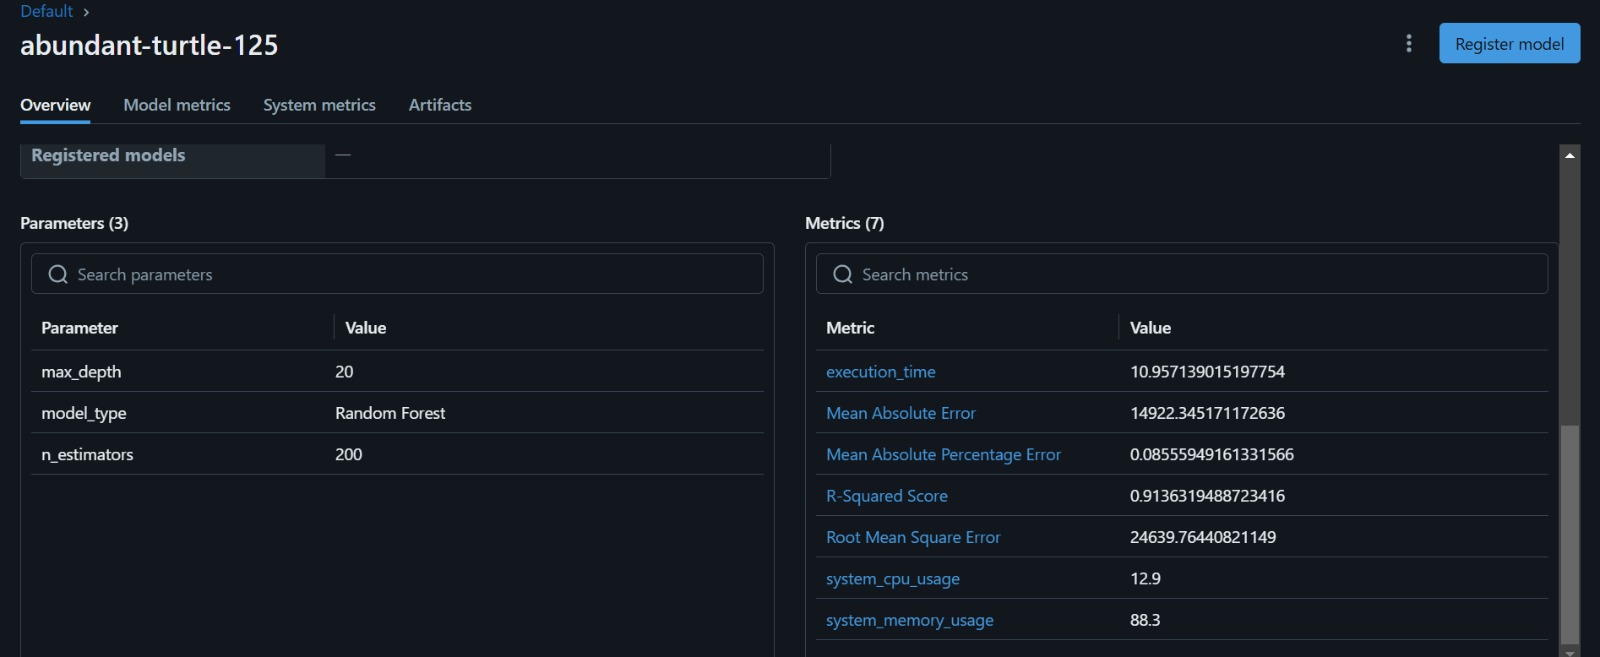 Default ›
abundant-turtle-125
Register model
Overview Model metrics System metrics Artifacts
Registered models —
Parameters (3)
Search parameters
Parameter Value
max_depth 20
model_type Random Forest
n_estimators 200
Metrics (7)
Search metrics
Metric Value
execution_time 10.957139015197754
Mean Absolute Error 14922.345171172636
Mean Absolute Percentage Error 0.08555949161331566
R-Squared Score 0.9136319488723416
Root Mean Square Error 24639.76440821149
system_cpu_usage 12.9
system_memory_usage 88.3